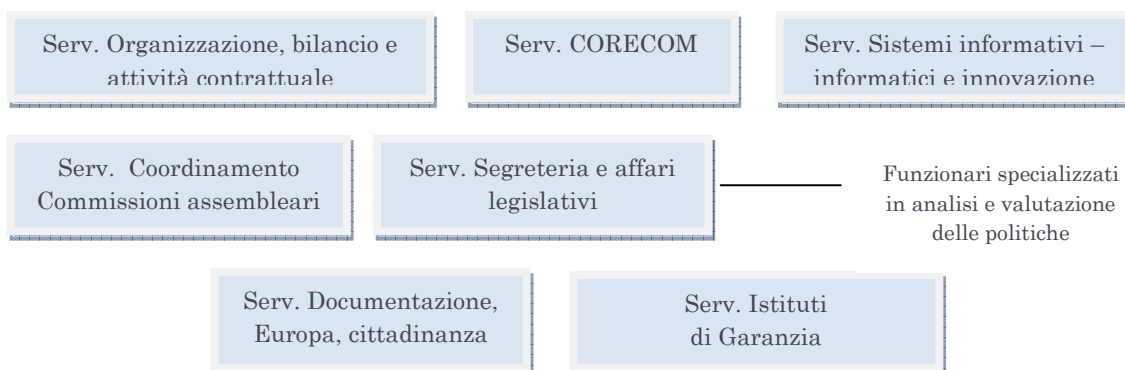 Serv. Organizzazione, bilancio e
attività contrattuale
Serv. CORECOM
Serv. Sistemi informativi –
informatici e innovazione
Serv. Coordinamento
Commissioni assembleari
Serv. Segreteria e affari
legislativi
Funzionari specializzati
in analisi e valutazione
delle politiche
Serv. Documentazione,
Europa, cittadinanza
Serv. Istituti
di Garanzia